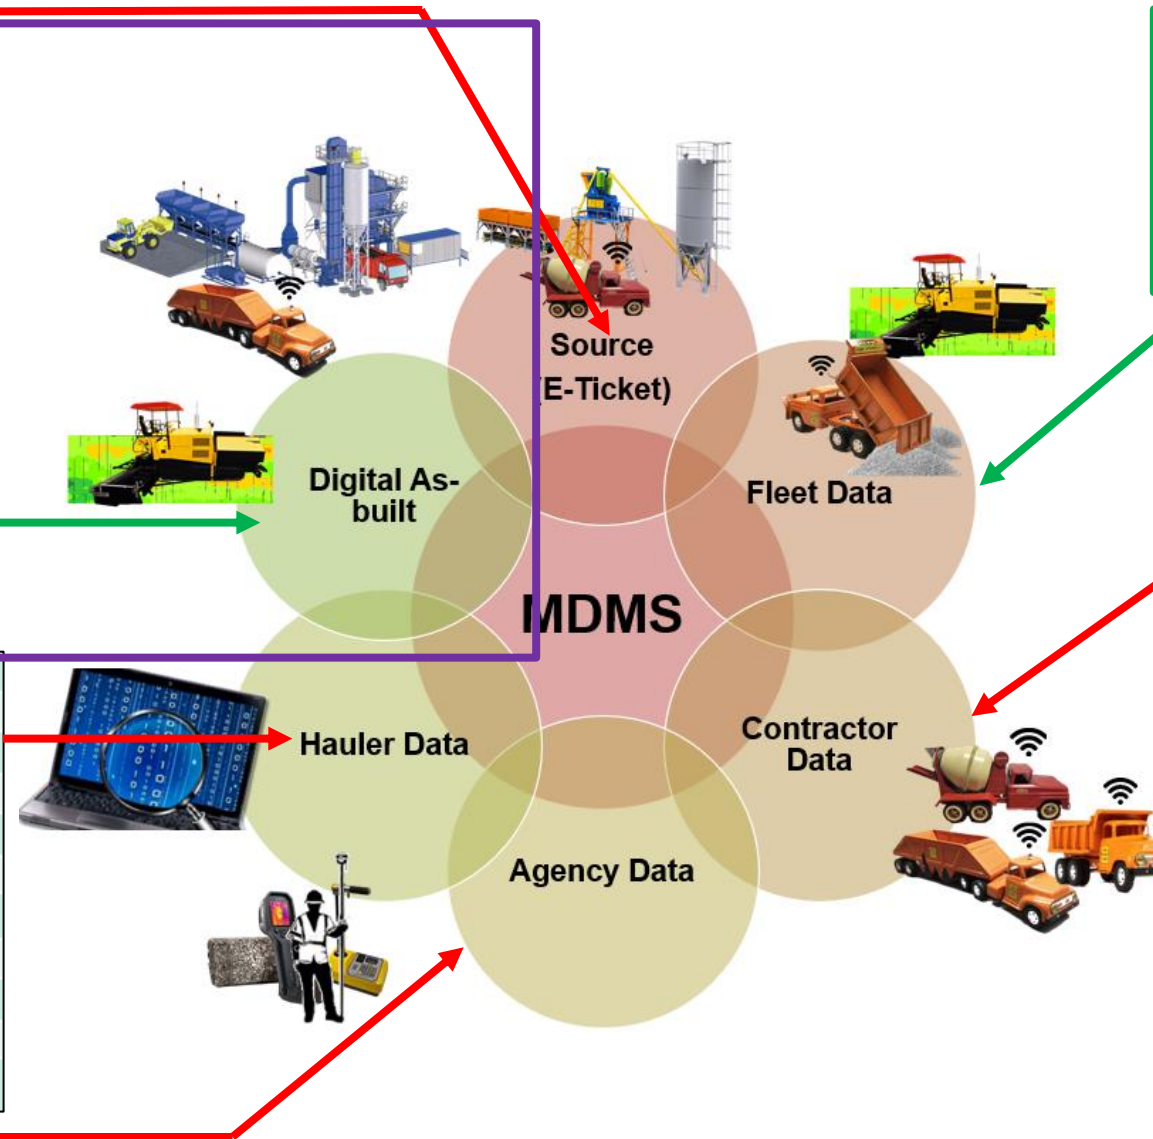 Source
(E-Ticket)
Digital As-
built
Fleet Data
MDMS
Hauler Data
Contractor
Data
Agency Data